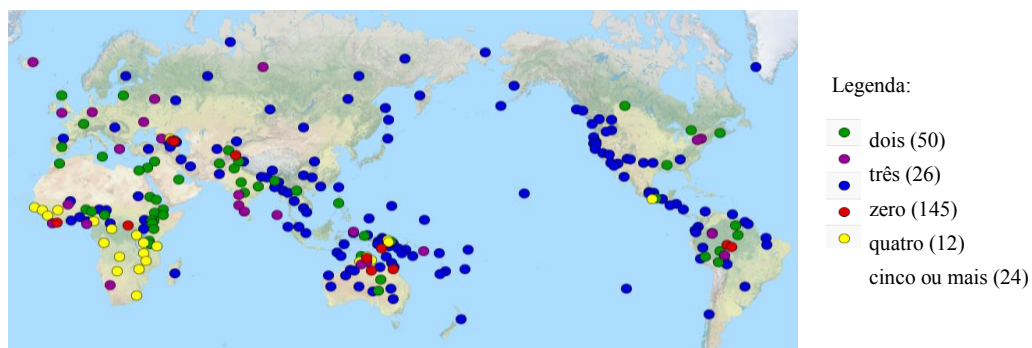 Legenda:
dois (50)
três (26)
zero (145)
quatro (12)
cinco ou mais (24)